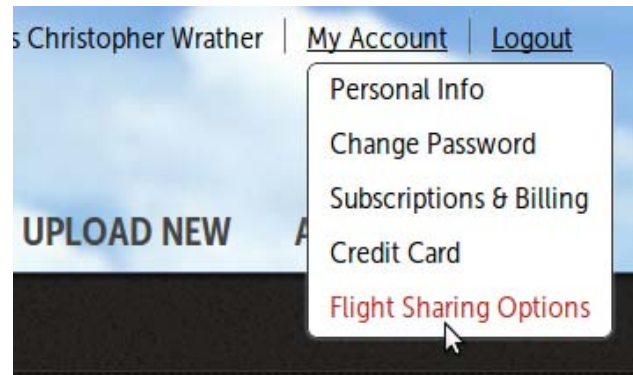 s Christopher Wrather | My Account | Logout
Personal Info
Change Password
Subscriptions & Billing
UPLOAD NEW
Credit Card
Flight Sharing Options